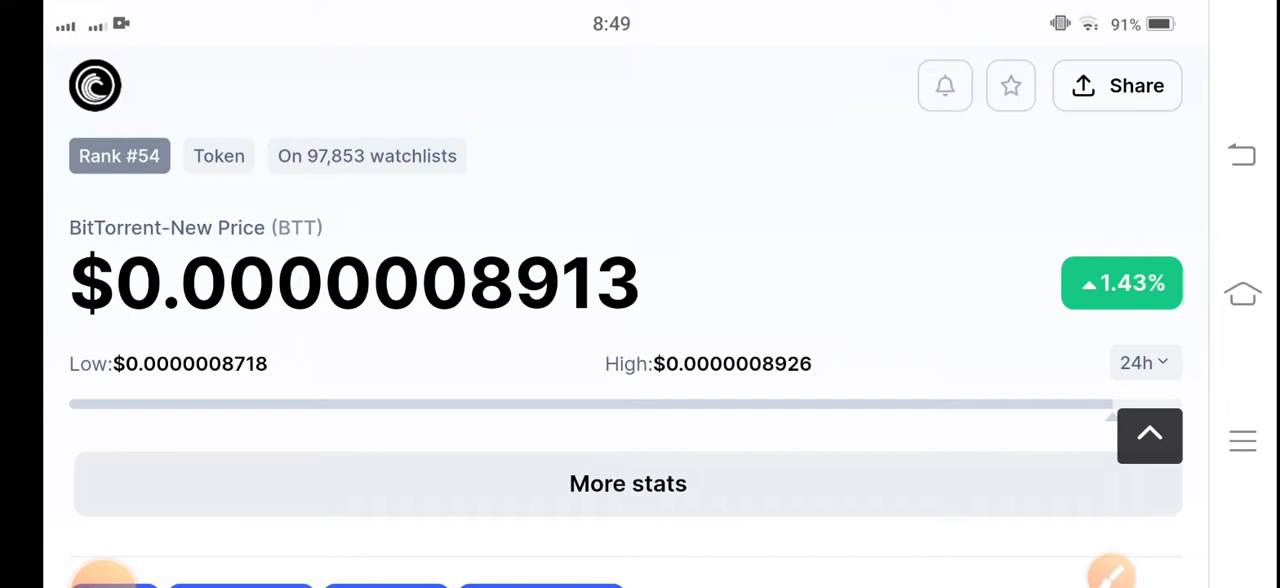 8:49
91%
Share
Rank #54 Token On 97,853 watchlists
BitTorrent-New Price (BTT)
$0.0000008913
1.43%
Low:$0.0000008718 High:$0.0000008926 24h
More stats